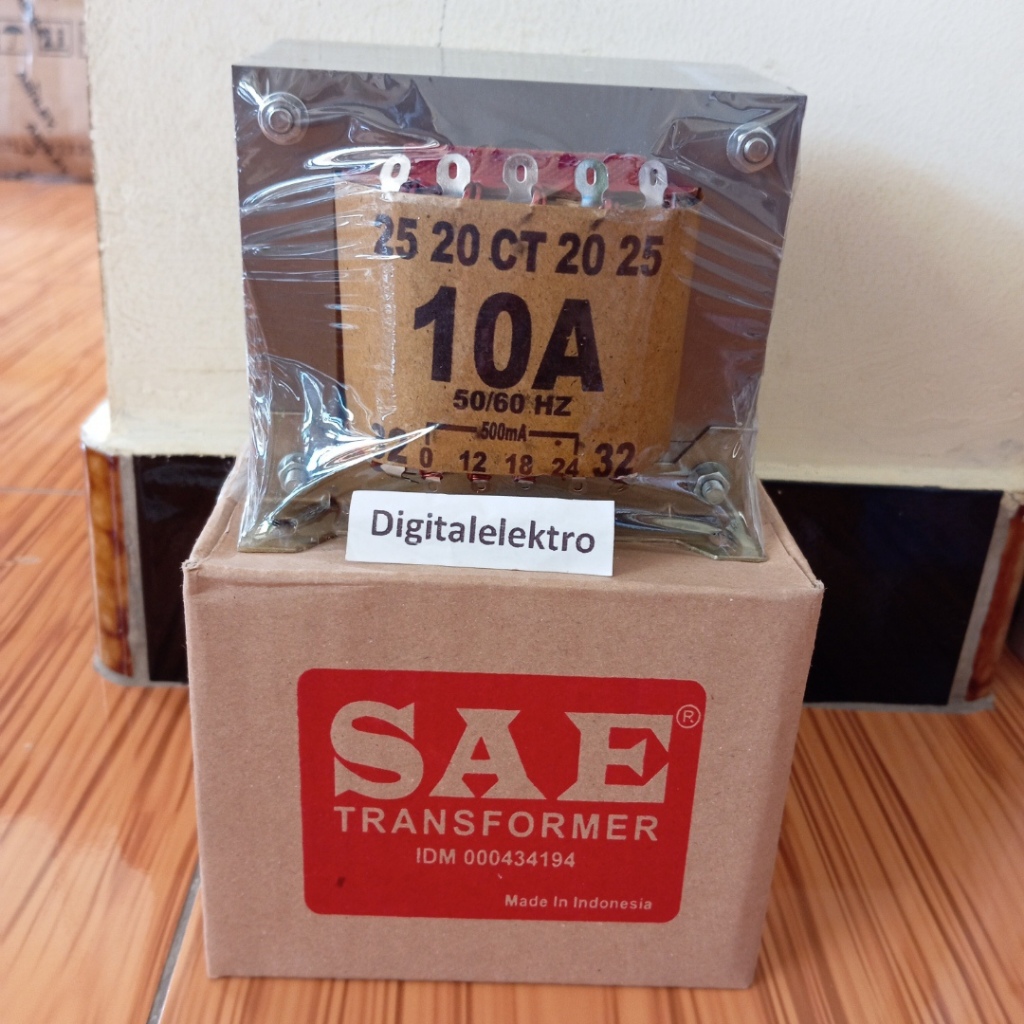 25 20 CT 20 25
10A
50/60 HZ
500mA
32 0 12 18 24 32
Digitalelektro
SAE®
TRANSFORMER
IDM 000434194
Made In Indonesia